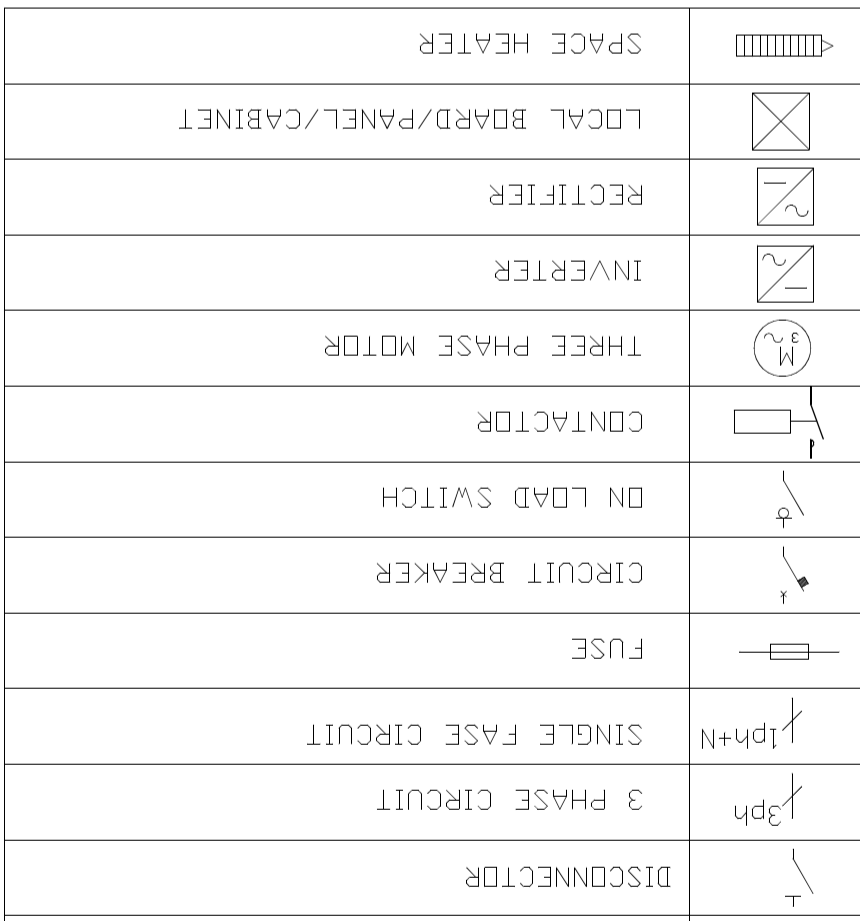 DISCONNECTOR
3ph 3 PHASE CIRCUIT
1ph+N SINGLE FASE CIRCUIT
FUSE
CIRCUIT BREAKER
ON LOAD SWITCH
CONTACTOR
M
3~ THREE PHASE MOTOR
INVERTER
RECTIFIER
LOCAL BOARD/PANEL/CABINET
SPACE HEATER